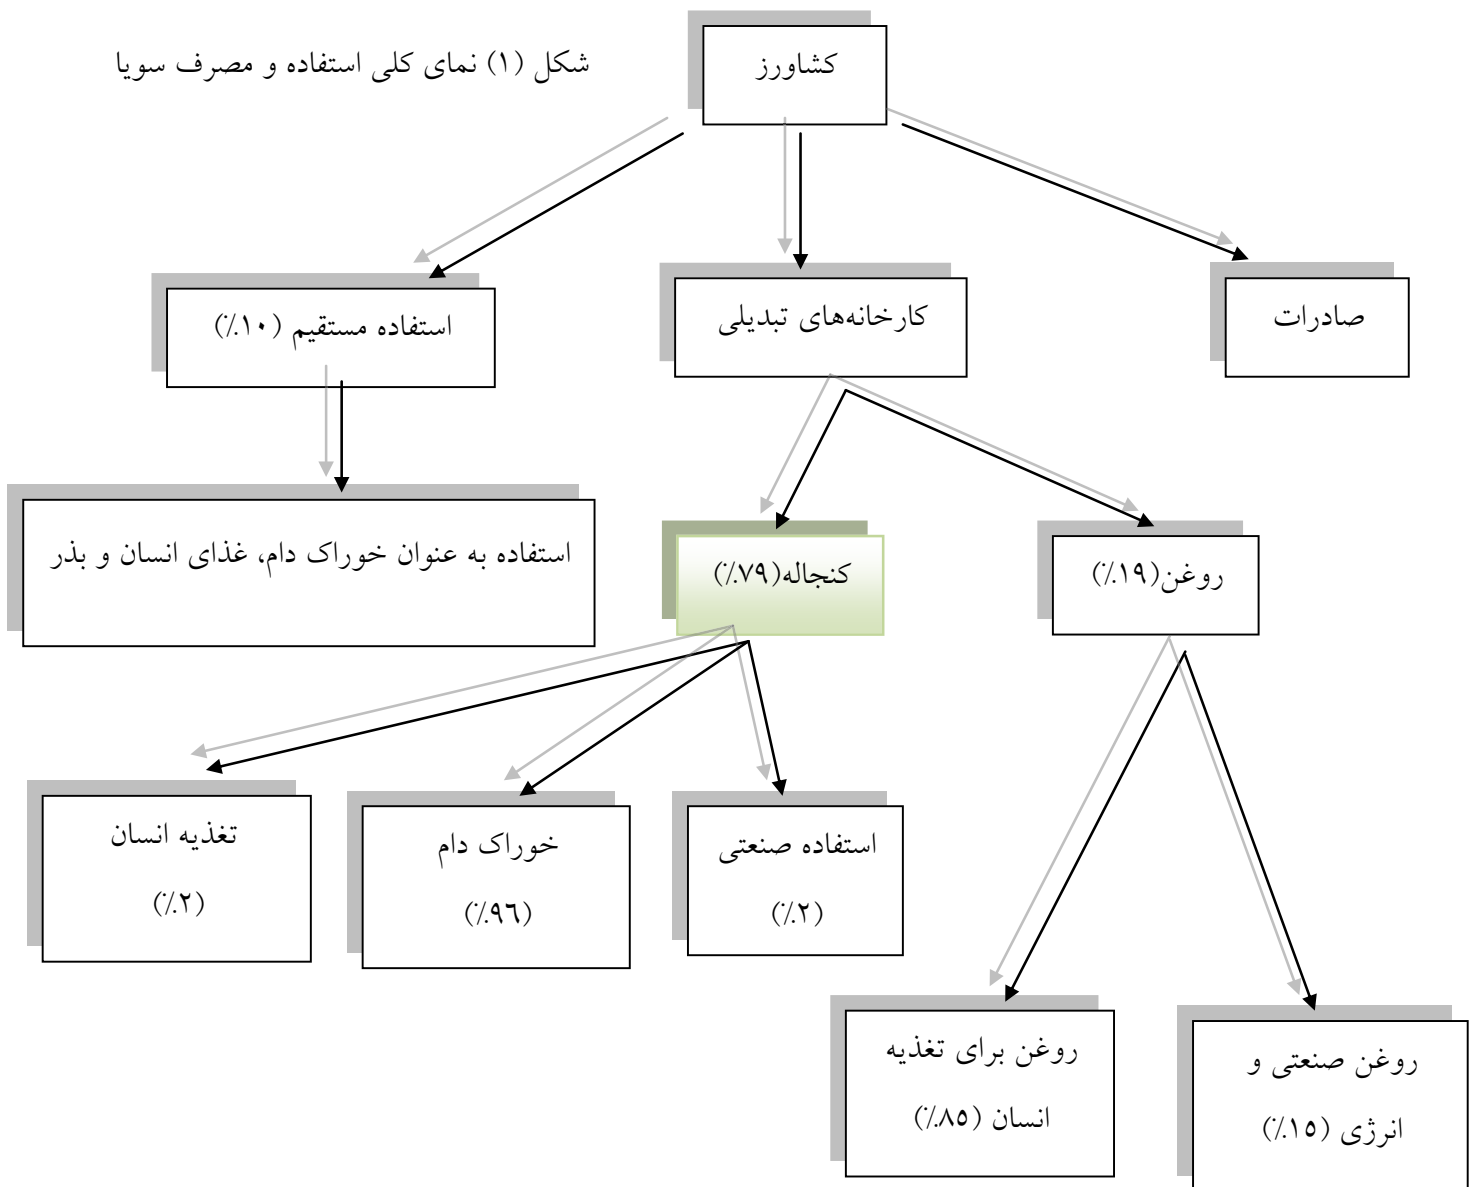 شکل (۱) نمای کلی استفاده و مصرف سویا
کشاورز
صادرات
کارخانه‌های تبدیلی
استفاده مستقیم (۱۰٪)
استفاده به عنوان خوراک دام، غذای انسان و بذر
روغن(۱۹٪)
کنجاله(۷۹٪)
استفاده صنعتی
(۲٪)
خوراک دام
(۹۶٪)
تغذیه انسان
(۲٪)
روغن صنعتی و
انرژی (۱۵٪)
روغن برای تغذیه
انسان (۸۵٪)